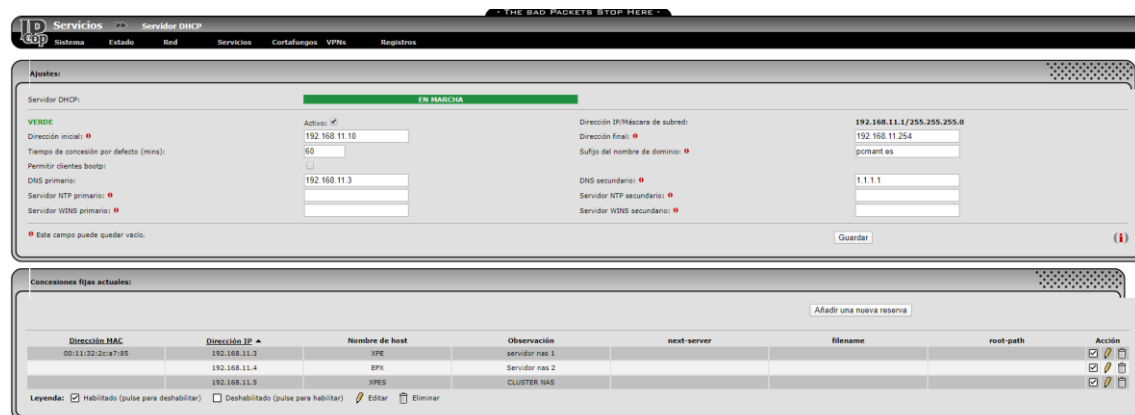 - THE BAD PACKETS STOP HERE -
IPCOP
Servicios Servidor DHCP
Sistema Estado Red Servicios Cortafuegos VPNs Registros
Ajustes:
Servidor DHCP: EN MARCHA
VERDE Activo: Dirección IP/Máscara de subred: 192.168.11.1/255.255.255.0
Dirección inicial: 192.168.11.10 Dirección final: 192.168.11.254
Tiempo de concesión por defecto (mins): 60 Sufijo del nombre de dominio: pcmant.es
Permitir clientes bootp:
DNS primario: 192.168.11.3 DNS secundario: 1.1.1.1
Servidor NTP primario: Servidor NTP secundario:
Servidor WINS primario: Servidor WINS secundario:
Este campo puede quedar vacío. Guardar (i)
Concesiones fijas actuales:
Añadir una nueva reserva
Dirección MAC Dirección IP Nombre de host Observación next-server filename root-path Acción
00:11:32:2c:a7:85 192.168.11.3 XPE servidor nas 1
192.168.11.4 EPX Servidor nas 2
192.168.11.5 XPES CLUSTER NAS
Leyenda: Habilitado (pulse para deshabilitar) Deshabilitado (pulse para habilitar) Editar Eliminar